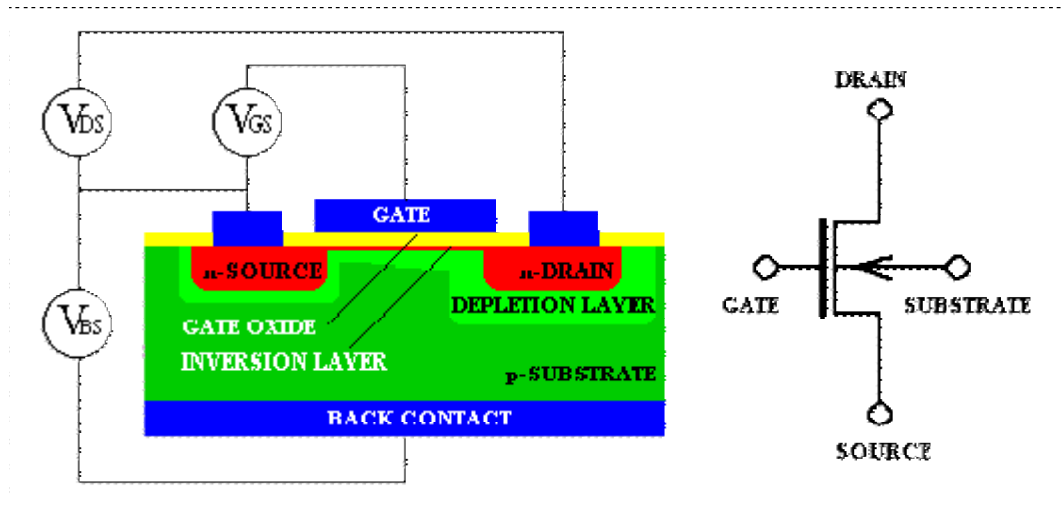 DRAIN
VDS
VGS
GATE
n-SOURCE
n-DRAIN
DEPLETION LAYER
GATE
SUBSTRATE
VBS
GATE OXIDE
INVERSION LAYER
p-SUBSTRATE
BACK CONTACT
SOURCE